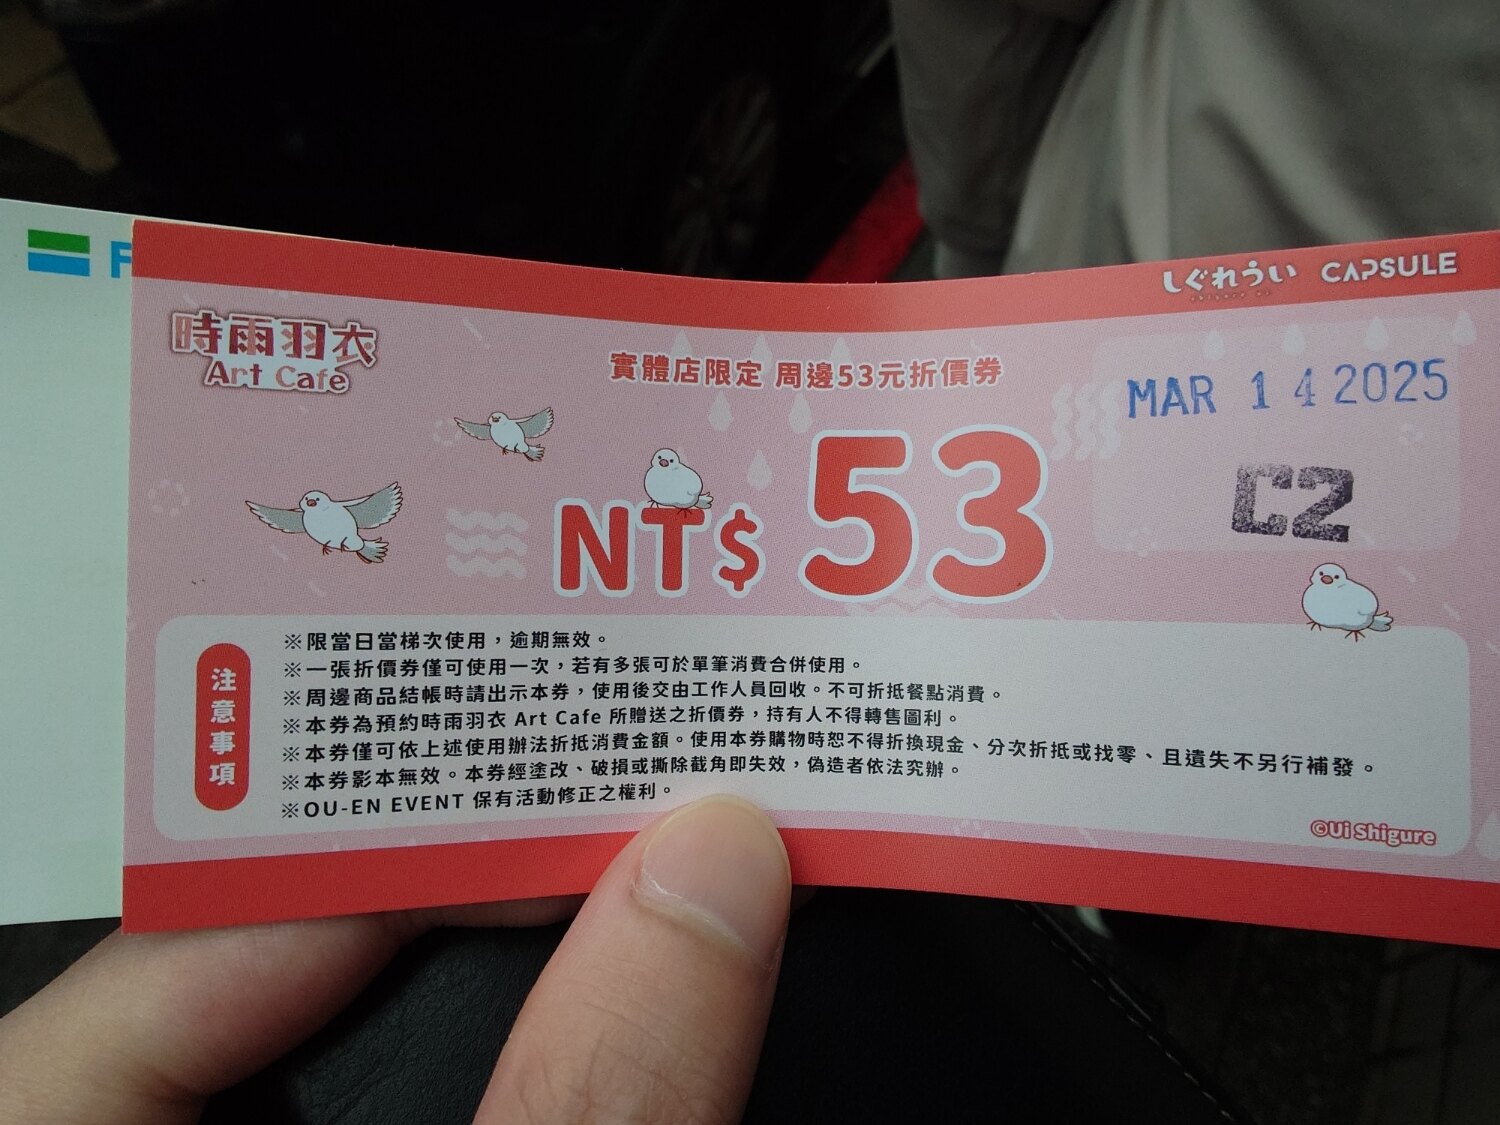 F
しぐれうい CAPSULE
時雨羽衣
Art Cafe
實體店限定 周邊53元折價券
MAR 14 2025
NT$ 53
C2
注意事項
※限當日當梯次使用，逾期無效。
※一張折價券僅可使用一次，若有多張可於單筆消費合併使用。
※周邊商品結帳時請出示本券，使用後交由工作人員回收。不可折抵餐點消費。
※本券為預約時雨羽衣 Art Cafe 所贈送之折價券，持有人不得轉售圖利。
※本券僅可依上述使用辦法折抵消費金額。使用本券購物時恕不得折換現金、分次折抵或找零、且遺失不另行補發。
※本券影本無效。本券經塗改、破損或撕除截角即失效，偽造者依法究辦。
※OU-EN EVENT 保有活動修正之權利。
©Ui Shigure